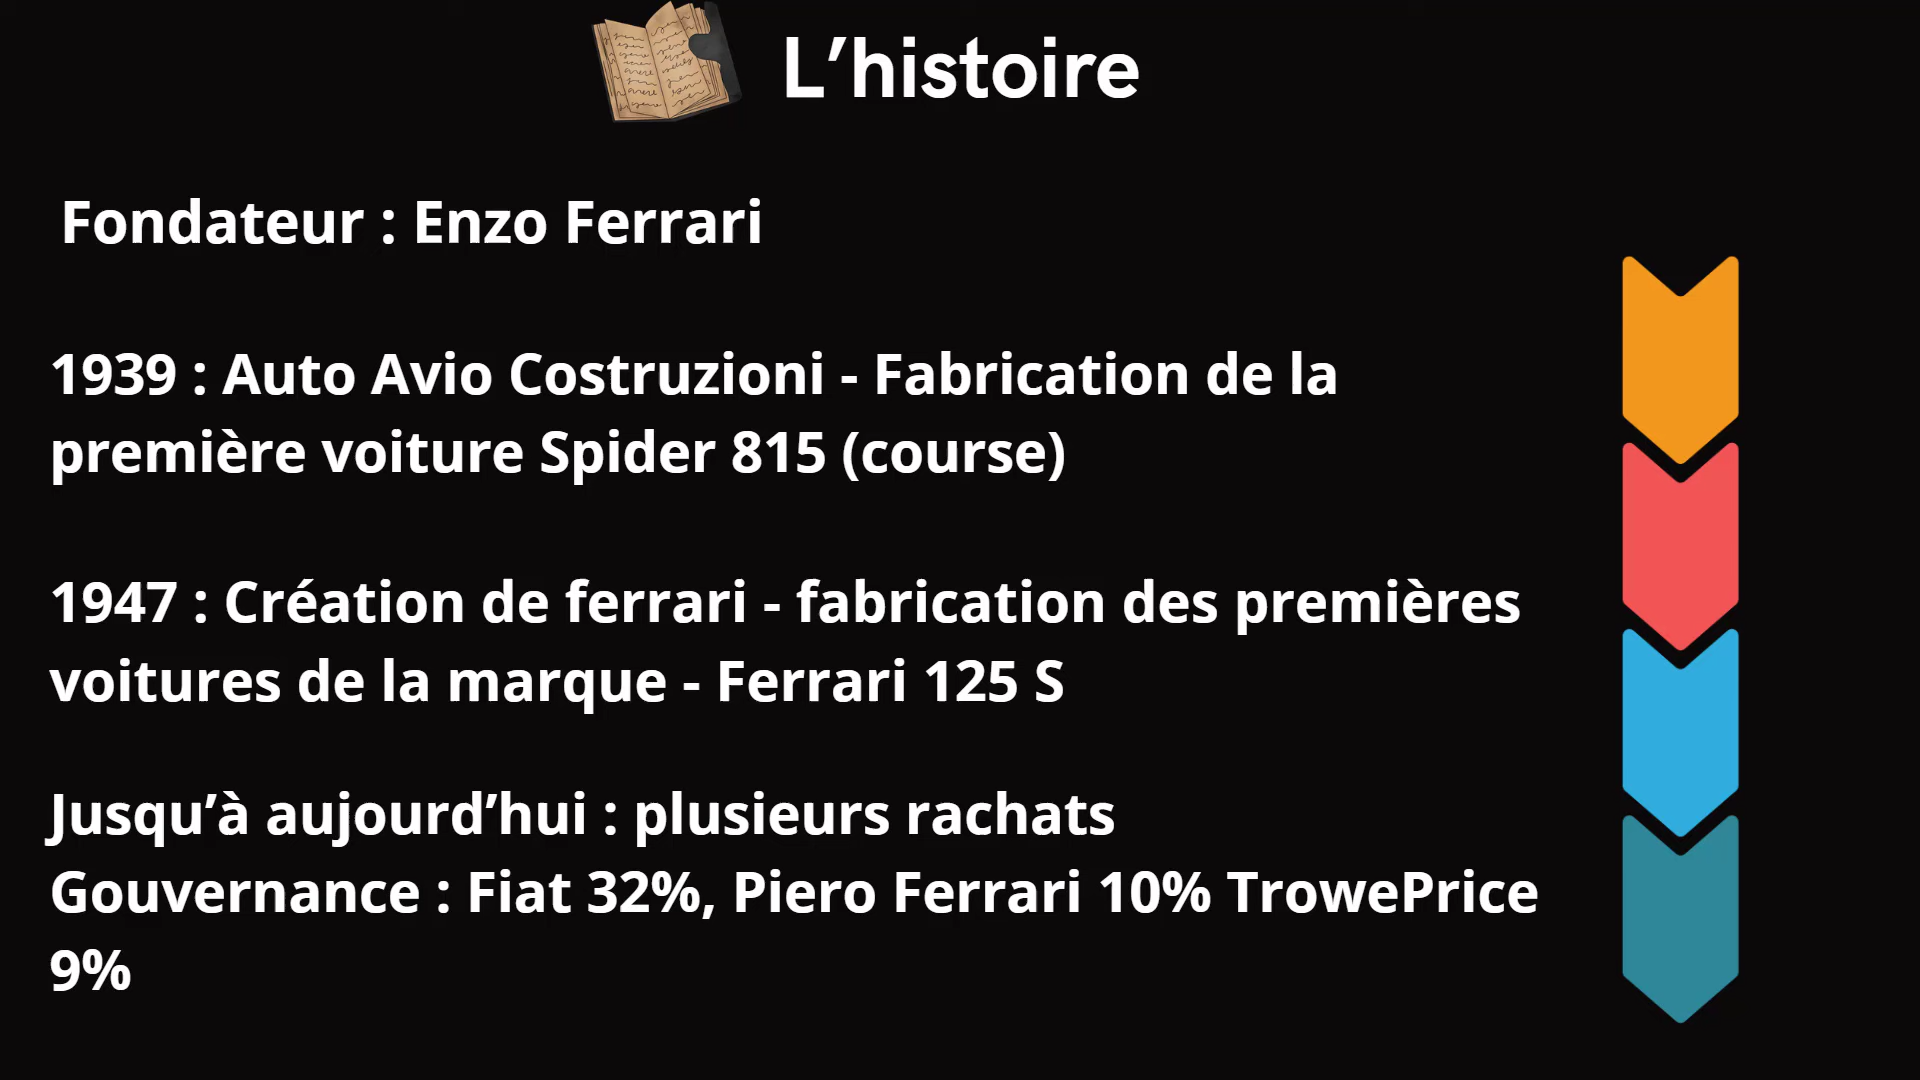 L’histoire
Fondateur : Enzo Ferrari
1939 : Auto Avio Costruzioni - Fabrication de la
première voiture Spider 815 (course)
1947 : Création de ferrari - fabrication des premières
voitures de la marque - Ferrari 125 S
Jusqu’à aujourd’hui : plusieurs rachats
Gouvernance : Fiat 32%, Piero Ferrari 10% TrowePrice
9%